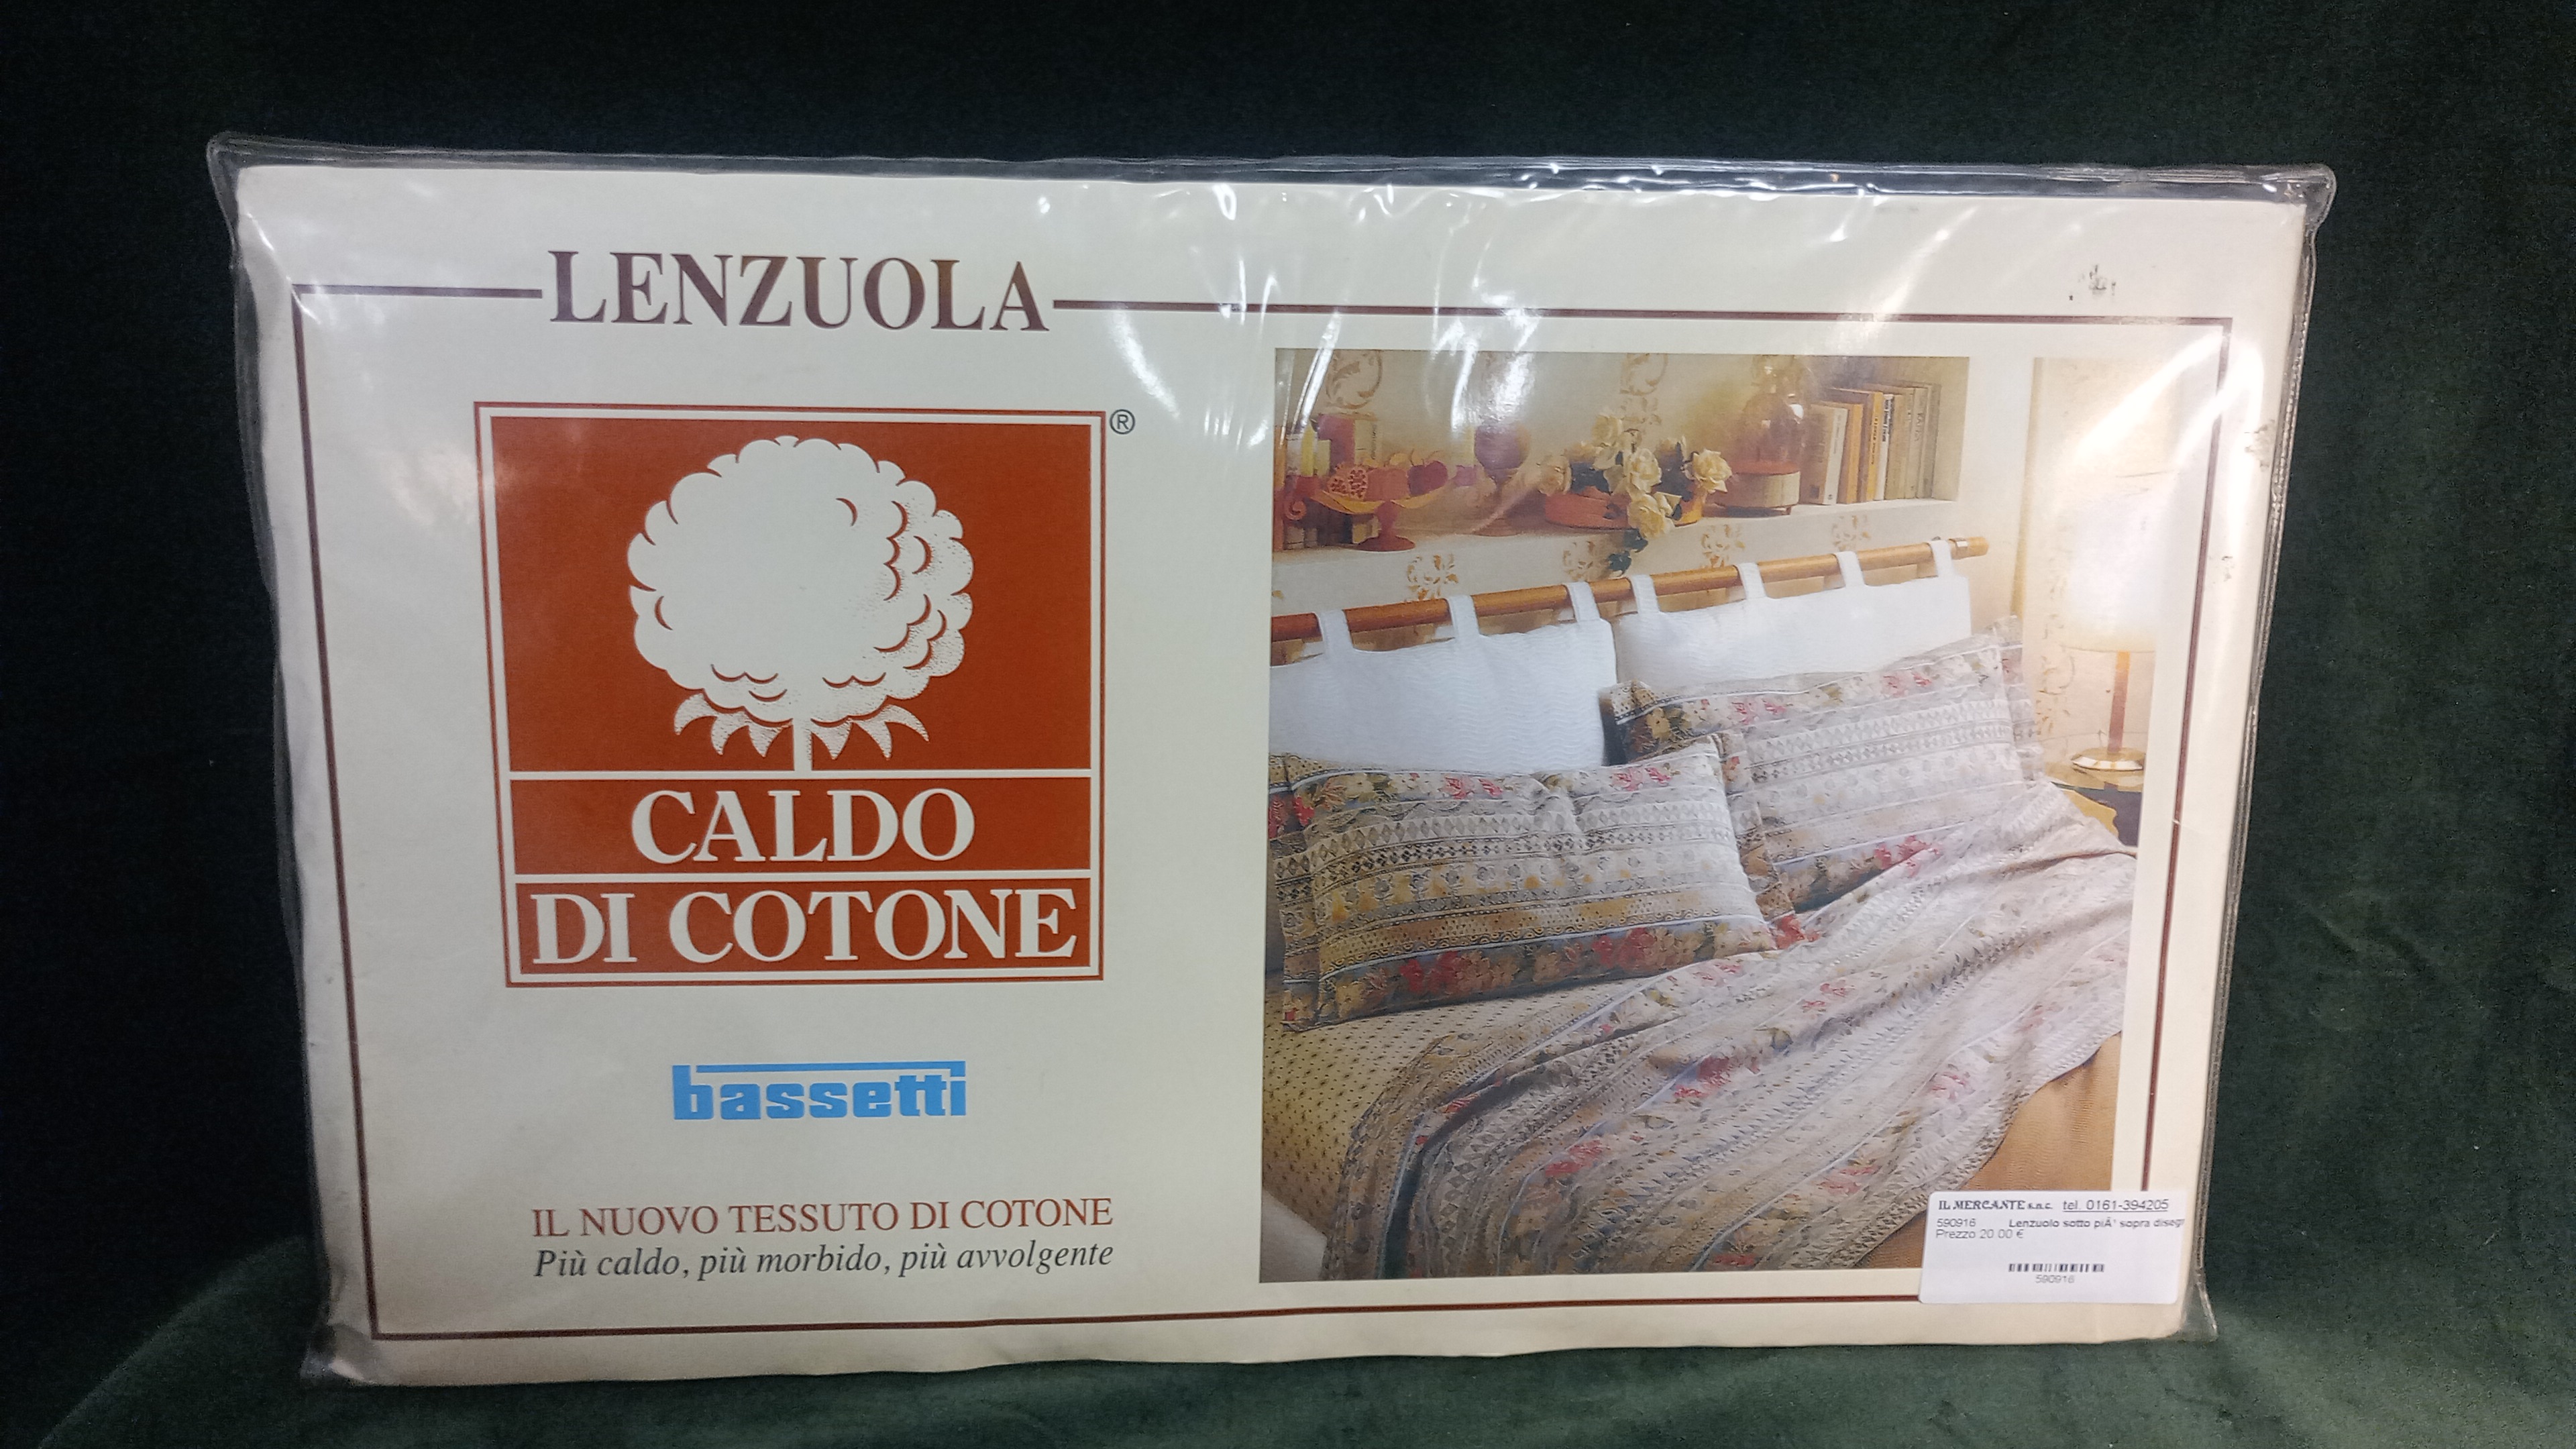 LENZUOLA
®
CALDO
DI COTONE
bassetti
IL NUOVO TESSUTO DI COTONE
Più caldo, più morbido, più avvolgente
IL MERCANTE s.n.c. tel. 0161-394205
590916 Lenzuolo sotto piÃ¹ sopra disegr
Prezzo 20.00 €
590916